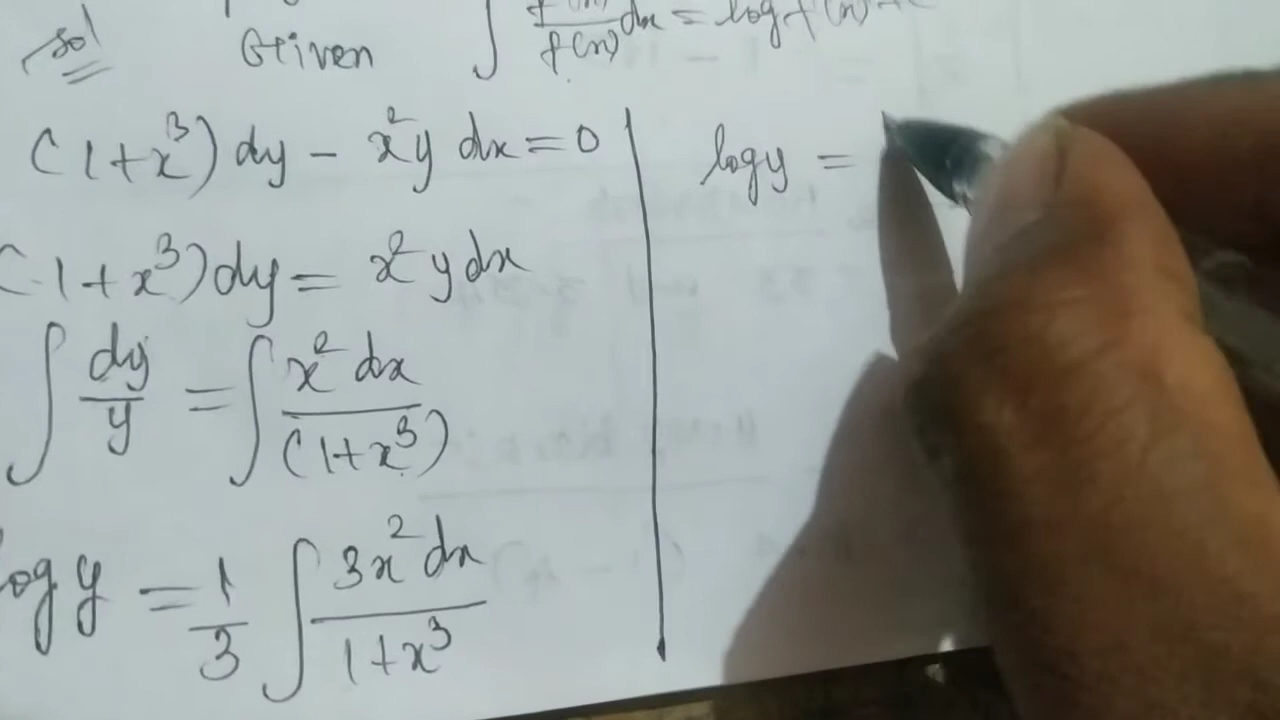 sol Given ∫ f'(x)/f(x) dx = log f(x) + c
(1+x³) dy - x²y dx = 0
(1+x³) dy = x² y dx
∫ dy/y = ∫ x² dx/(1+x³)
log y = 1/3 ∫ 3x² dx/1+x³
log y =